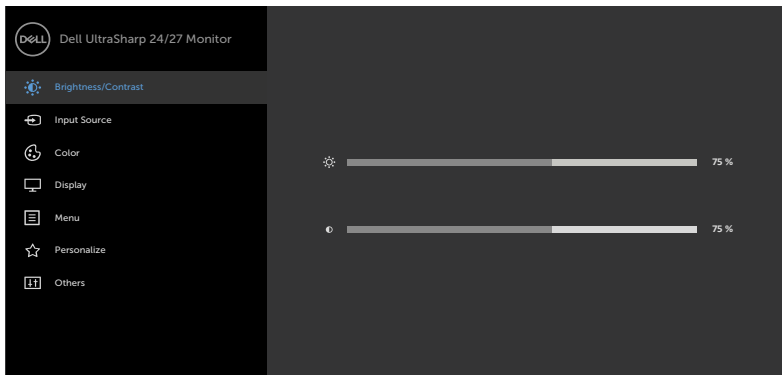 DELL Dell UltraSharp 24/27 Monitor
Brightness/Contrast
Input Source
Color
75 %
Display
Menu
75 %
Personalize
Others